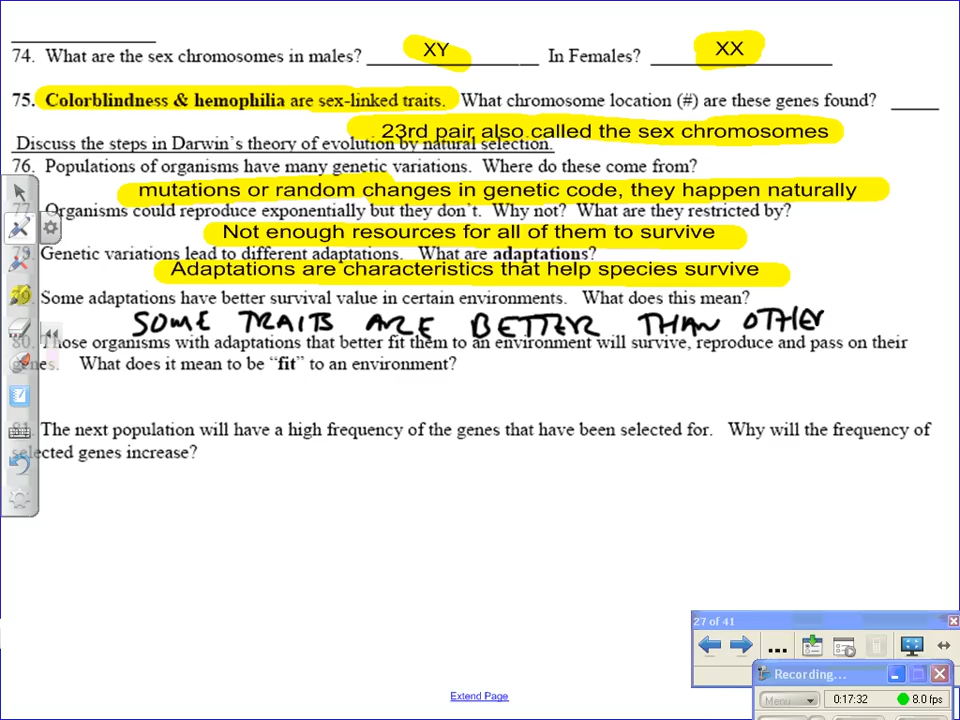 74. What are the sex chromosomes in males? XY In Females? XX
75. Colorblindness & hemophilia are sex-linked traits. What chromosome location (#) are these genes found?
23rd pair also called the sex chromosomes
Discuss the steps in Darwin's theory of evolution by natural selection.
76. Populations of organisms have many genetic variations. Where do these come from?
mutations or random changes in genetic code, they happen naturally
77. Organisms could reproduce exponentially but they don't. Why not? What are they restricted by?
Not enough resources for all of them to survive
78. Genetic variations lead to different adaptations. What are adaptations?
Adaptations are characteristics that help species survive
79. Some adaptations have better survival value in certain environments. What does this mean?
SOME TRAITS ARE BETTER THAN OTHER
80. Those organisms with adaptations that better fit them to an environment will survive, reproduce and pass on their
genes. What does it mean to be "fit" to an environment?
81. The next population will have a high frequency of the genes that have been selected for. Why will the frequency of
selected genes increase?
27 of 41
Recording...
Menu 0:17:32 8.0 fps
Extend Page